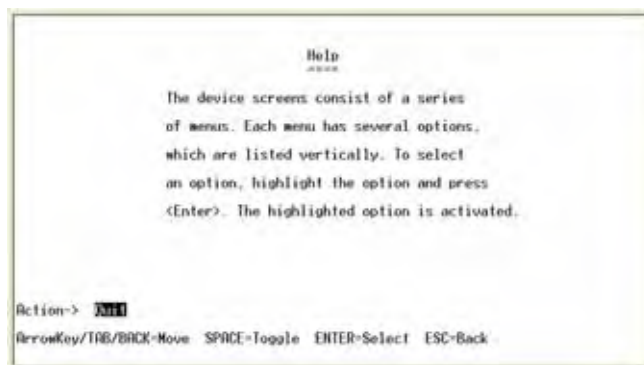 Help
====
The device screens consist of a series
of menus. Each menu has several options,
which are listed vertically. To select
an option, highlight the option and press
<Enter>. The highlighted option is activated.
Action-> Quit
ArrowKey/TAB/BACK=Move SPACE=Toggle ENTER=Select ESC=Back